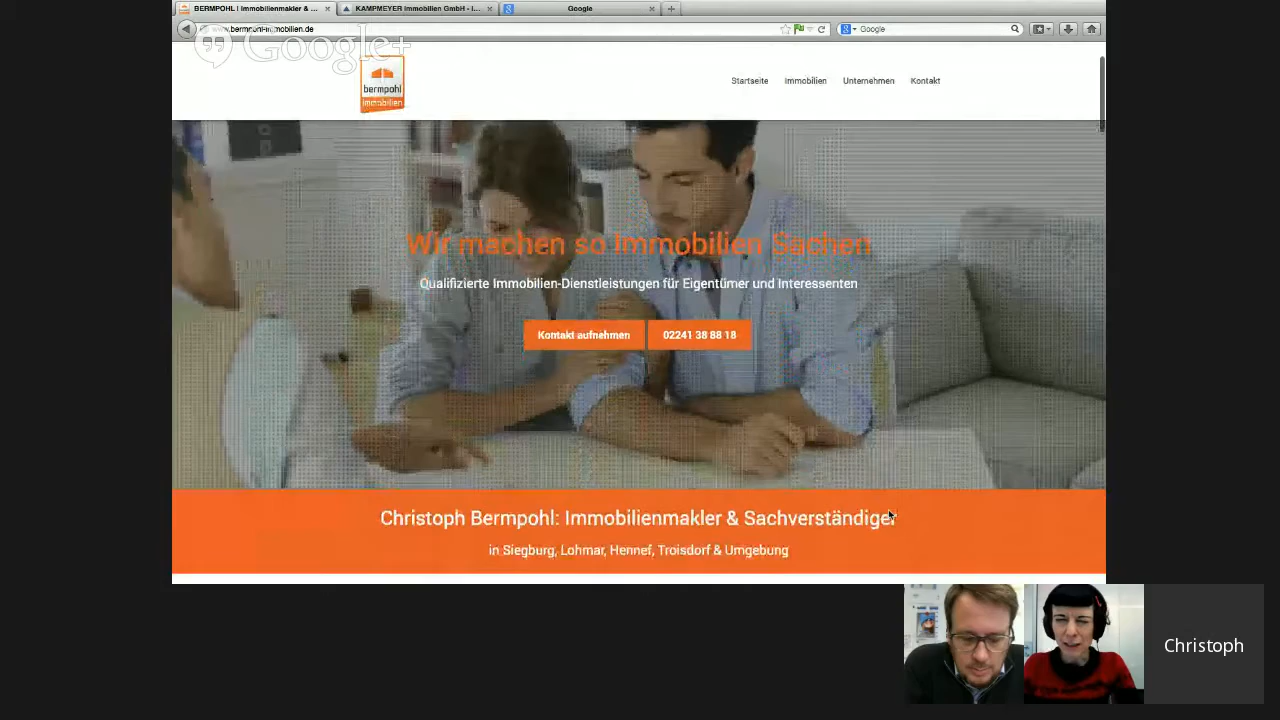 BERMPOHL | Immobilienmakler & ...
KAMPMEYER Immobilien GmbH - I...
Google
www.bermpohl-immobilien.de
Google
Google+
bermpohl
immobilien
Startseite
Immobilien
Unternehmen
Kontakt
Wir machen so Immobilien Sachen
Qualifizierte Immobilien-Dienstleistungen für Eigentümer und Interessenten
Kontakt aufnehmen
02241 38 88 18
Christoph Bermpohl: Immobilienmakler & Sachverständiger
in Siegburg, Lohmar, Hennef, Troisdorf & Umgebung
Christoph